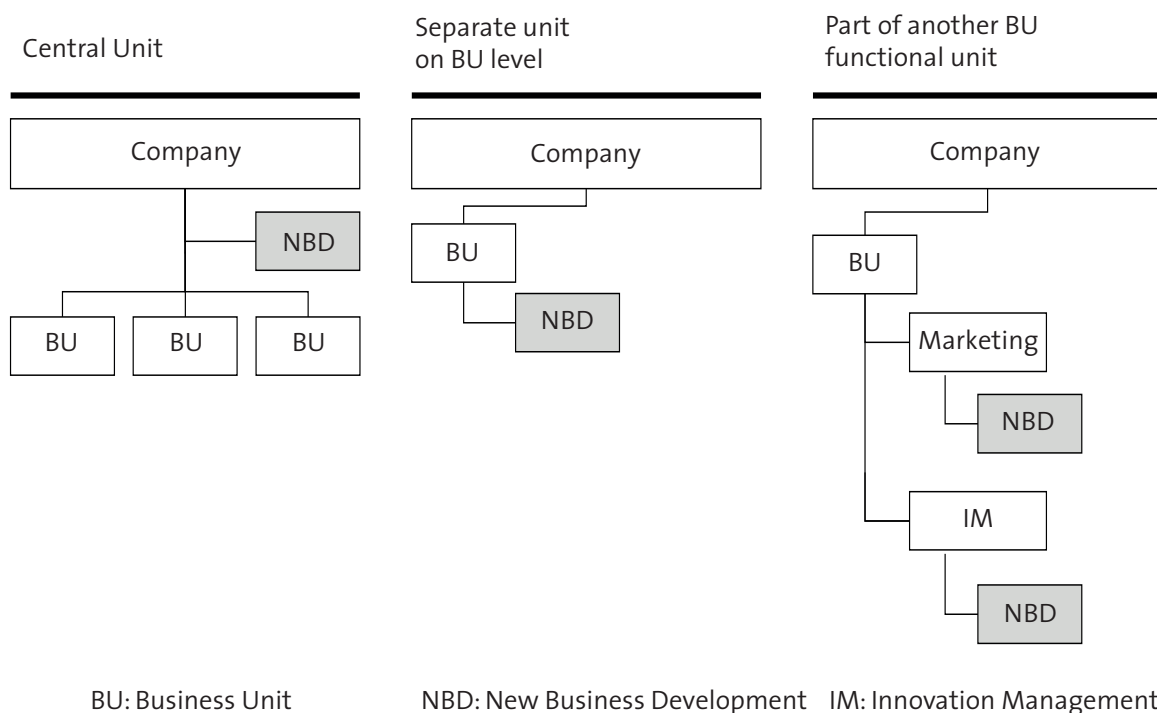 Central Unit
Separate unit
on BU level
Part of another BU
functional unit
Company
NBD
BU
BU
BU
Company
BU
NBD
Company
BU
Marketing
NBD
IM
NBD
BU: Business Unit
NBD: New Business Development
IM: Innovation Management